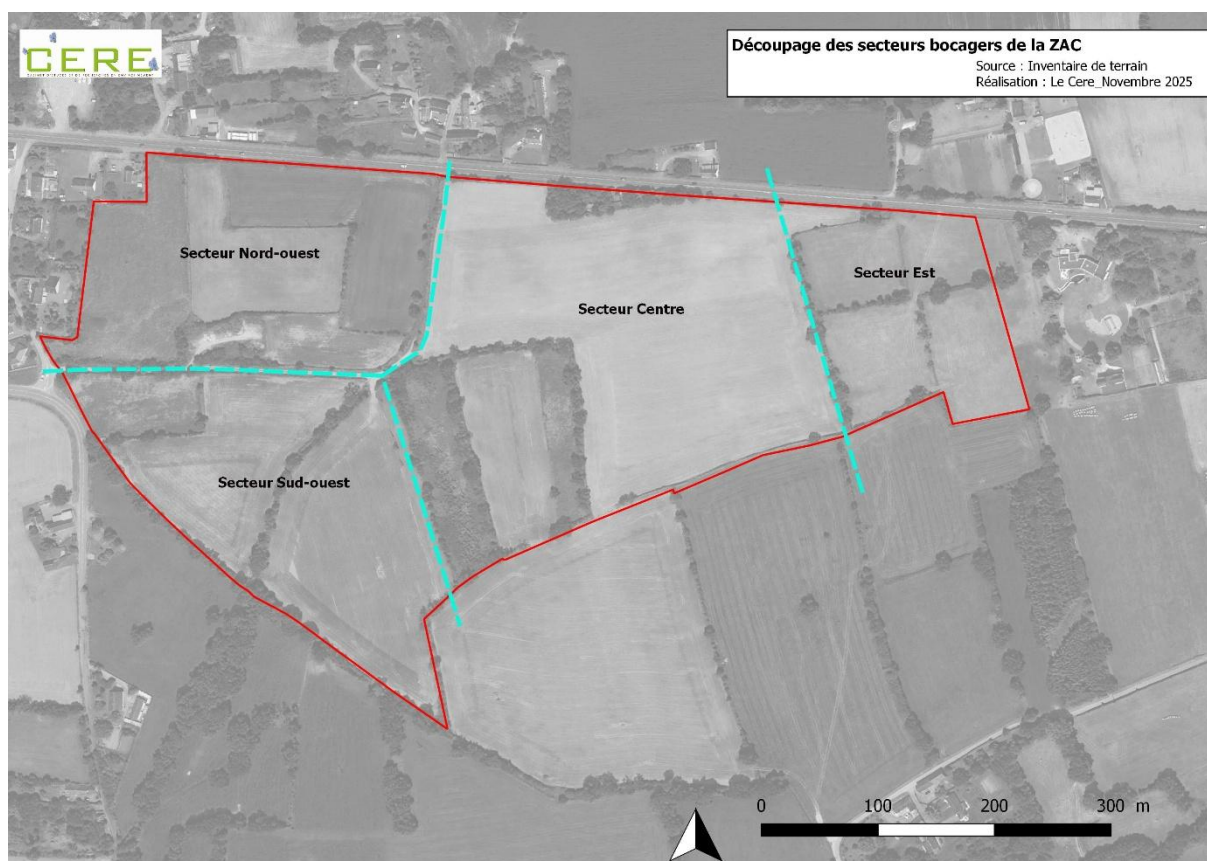 CERE
Découpage des secteurs bocagers de la ZAC
Source : Inventaire de terrain
Réalisation : Le Cere_Novembre 2025
Secteur Nord-ouest
Secteur Est
Secteur Centre
Secteur Sud-ouest
0 100 200 300 m